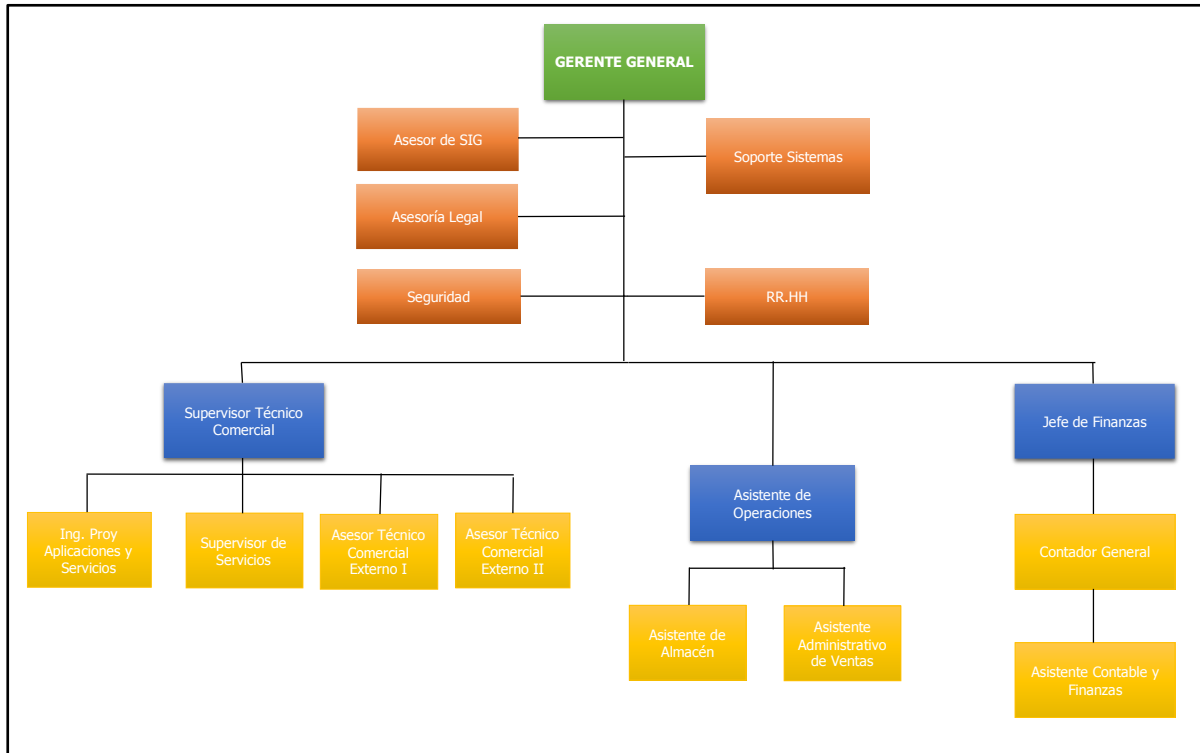 GERENTE GENERAL
Asesor de SIG
Soporte Sistemas
Asesoría Legal
Seguridad
RR.HH
Supervisor Técnico
Comercial
Jefe de Finanzas
Asistente de
Operaciones
Ing. Proy
Aplicaciones y
Servicios
Supervisor de
Servicios
Asesor Técnico
Comercial
Externo I
Asesor Técnico
Comercial
Externo II
Contador General
Asistente de
Almacén
Asistente
Administrativo
de Ventas
Asistente Contable y
Finanzas